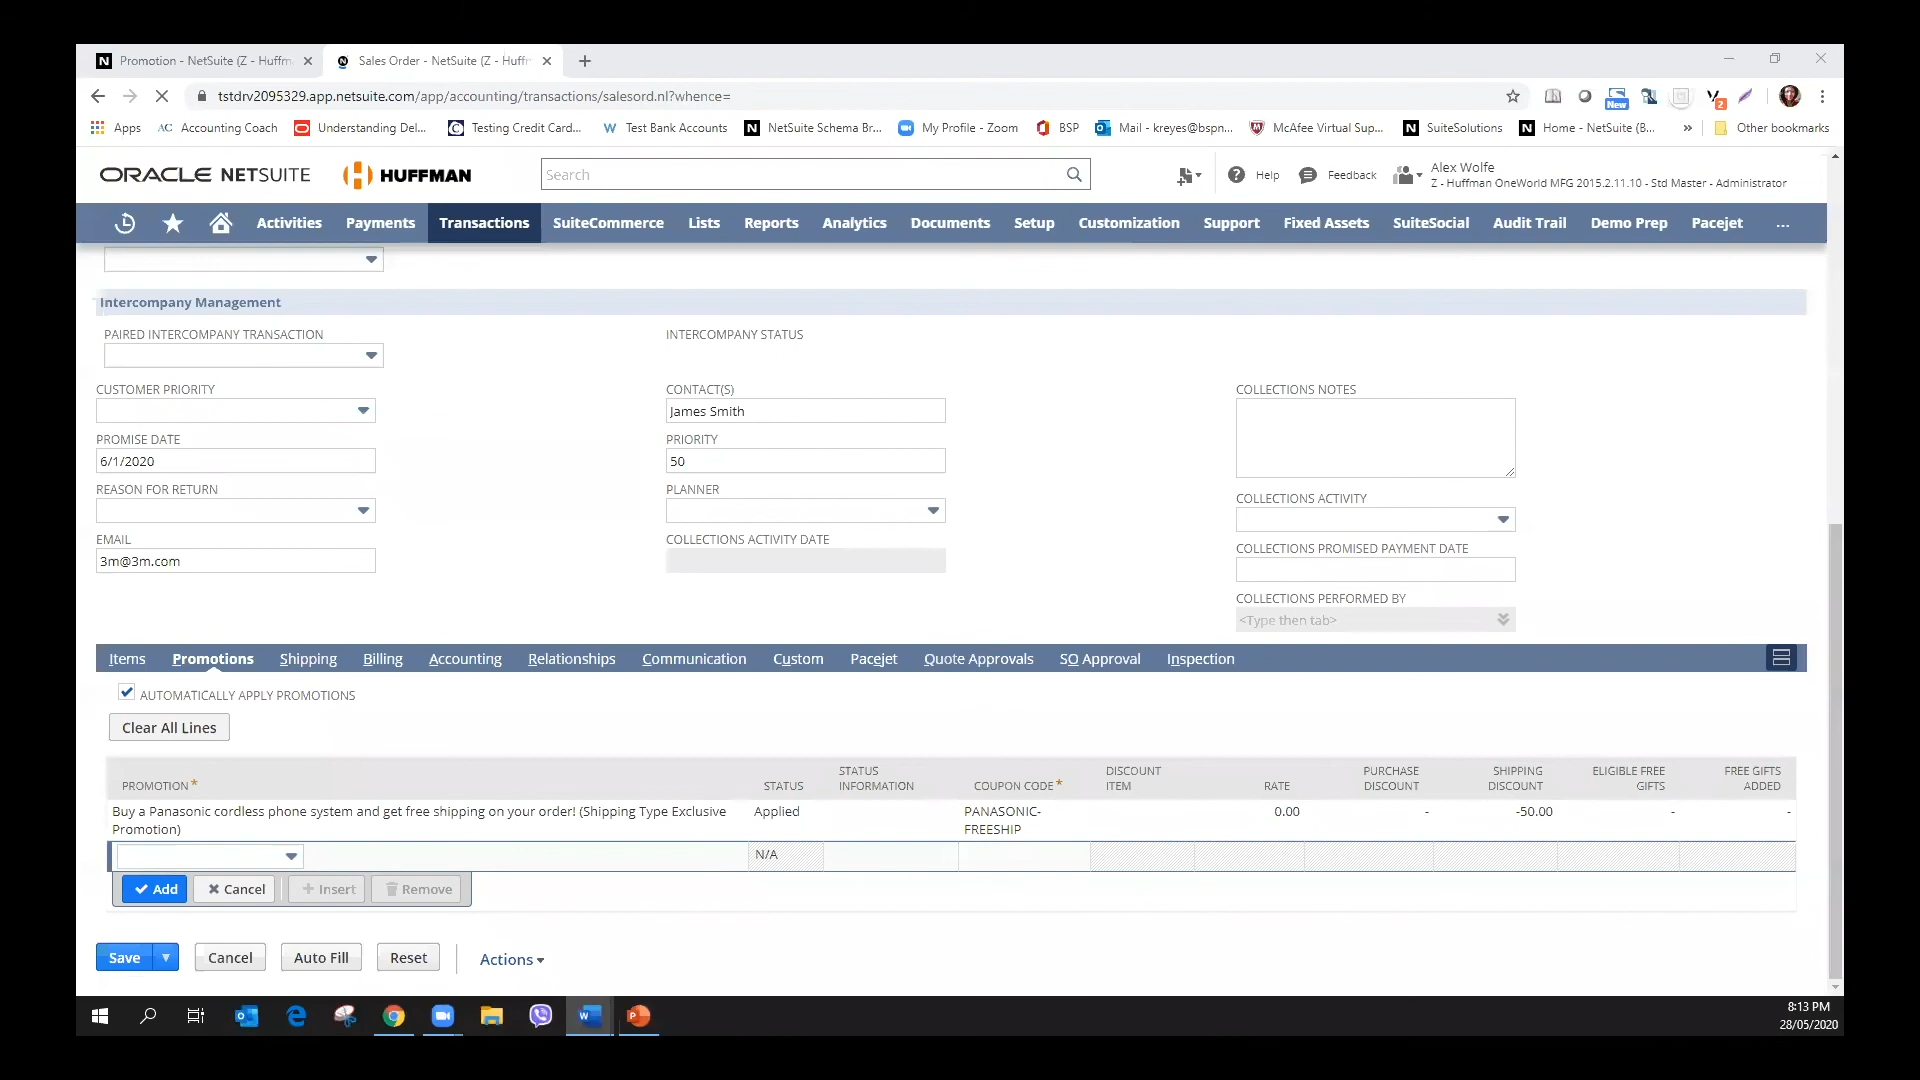 Promotion - NetSuite (Z - Huffm
Sales Order - NetSuite (Z - Huffm
tstdrv2095329.app.netsuite.com/app/accounting/transactions/salesord.nl?whence=
New
2
Apps
AC Accounting Coach
Understanding Del...
Testing Credit Card...
Test Bank Accounts
NetSuite Schema Br...
My Profile - Zoom
BSP
Mail - kreyes@bspn...
McAfee Virtual Sup...
SuiteSolutions
Home - NetSuite (B...
»
Other bookmarks
ORACLE NETSUITE
HUFFMAN
Search
Help
Feedback
Alex Wolfe
Z - Huffman OneWorld MFG 2015.2.11.10 - Std Master - Administrator
Activities
Payments
Transactions
SuiteCommerce
Lists
Reports
Analytics
Documents
Setup
Customization
Support
Fixed Assets
SuiteSocial
Audit Trail
Demo Prep
Pacejet
...
Intercompany Management
PAIRED INTERCOMPANY TRANSACTION
INTERCOMPANY STATUS
CUSTOMER PRIORITY
CONTACT(S)
James Smith
COLLECTIONS NOTES
PROMISE DATE
6/1/2020
PRIORITY
50
REASON FOR RETURN
PLANNER
COLLECTIONS ACTIVITY
EMAIL
3m@3m.com
COLLECTIONS ACTIVITY DATE
COLLECTIONS PROMISED PAYMENT DATE
COLLECTIONS PERFORMED BY
<Type then tab>
Items
Promotions
Shipping
Billing
Accounting
Relationships
Communication
Custom
Pacejet
Quote Approvals
SO Approval
Inspection
AUTOMATICALLY APPLY PROMOTIONS
Clear All Lines
PROMOTION *
STATUS
STATUS INFORMATION
COUPON CODE *
DISCOUNT ITEM
RATE
PURCHASE DISCOUNT
SHIPPING DISCOUNT
ELIGIBLE FREE GIFTS
FREE GIFTS ADDED
Buy a Panasonic cordless phone system and get free shipping on your order! (Shipping Type Exclusive
Promotion)
Applied
PANASONIC-
FREESHIP
0.00
-
-50.00
-
-
N/A
Add
Cancel
Insert
Remove
Save
Cancel
Auto Fill
Reset
Actions
8:13 PM
28/05/2020